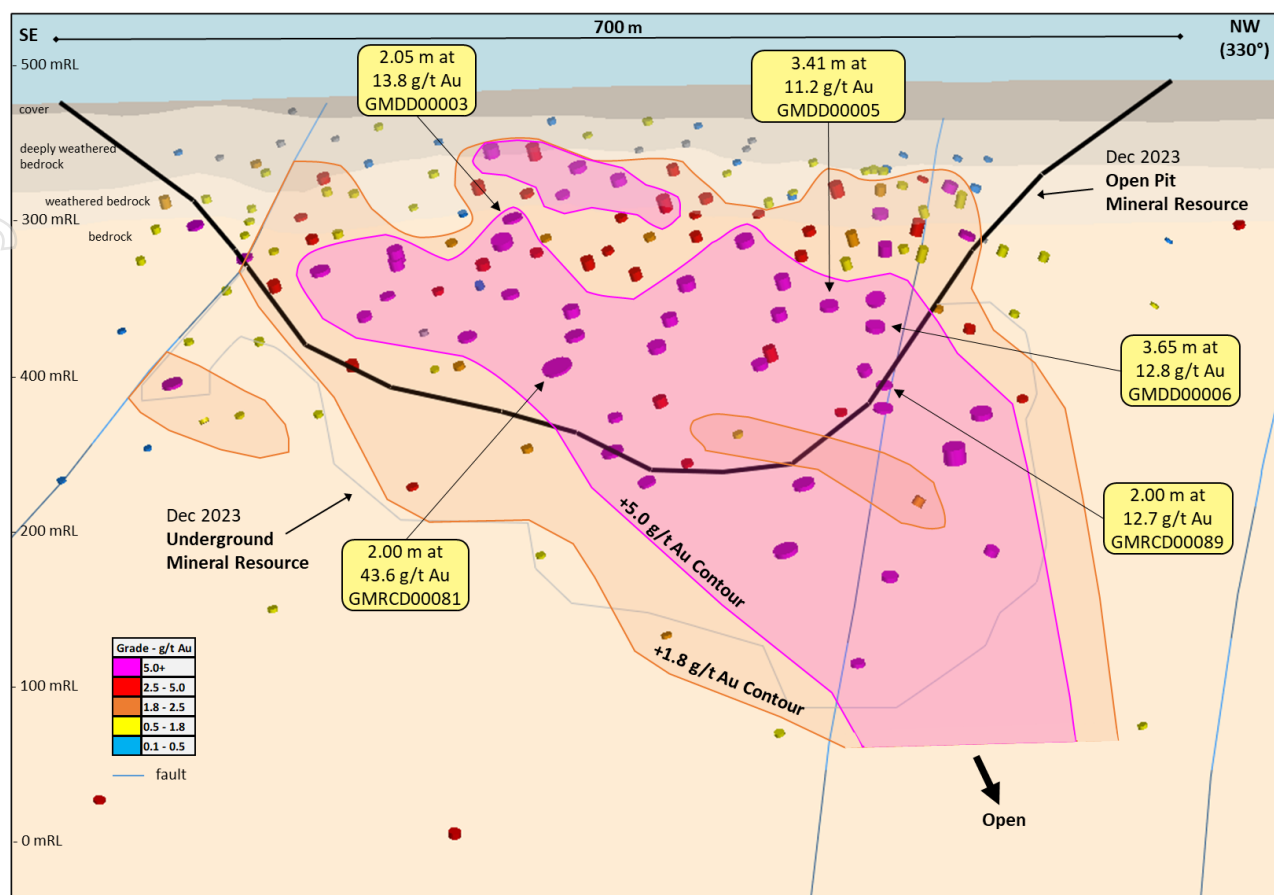 SE
700 m
NW
(330°)
500 mRL
2.05 m at
13.8 g/t Au
GMDD00003
3.41 m at
11.2 g/t Au
GMDD00005
cover
deeply weathered
bedrock
Dec 2023
Open Pit
Mineral Resource
weathered bedrock
300 mRL
bedrock
400 mRL
3.65 m at
12.8 g/t Au
GMDD00006
2.00 m at
12.7 g/t Au
GMRCD00089
Dec 2023
Underground
Mineral Resource
200 mRL
2.00 m at
43.6 g/t Au
GMRCD00081
+5.0 g/t Au Contour
+1.8 g/t Au Contour
Grade - g/t Au
5.0+
2.5 - 5.0
1.8 - 2.5
0.5 - 1.8
0.1 - 0.5
fault
100 mRL
Open
0 mRL